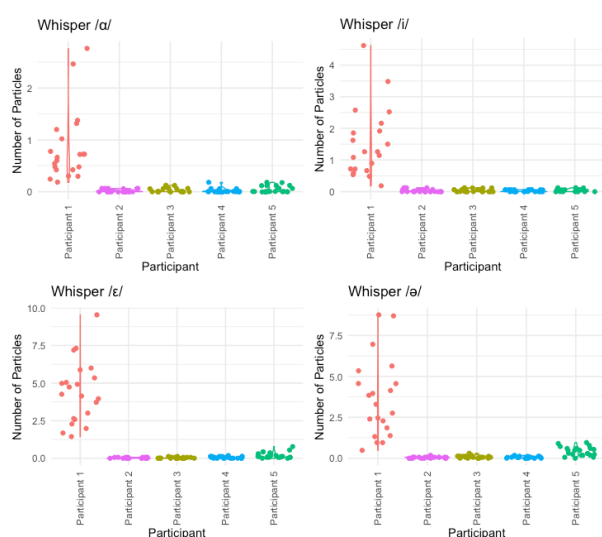 Whisper /ɑ/
Number of Particles
2
1
0
Participant 1
Participant 2
Participant 3
Participant 4
Participant 5
Participant
Whisper /i/
Number of Particles
4
3
2
1
0
Participant 1
Participant 2
Participant 3
Participant 4
Participant 5
Participant
Whisper /ɛ/
Number of Particles
10.0
7.5
5.0
2.5
0.0
Participant 1
Participant 2
Participant 3
Participant 4
Participant 5
Participant
Whisper /ə/
Number of Particles
7.5
5.0
2.5
0.0
Participant 1
Participant 2
Participant 3
Participant 4
Participant 5
Participant